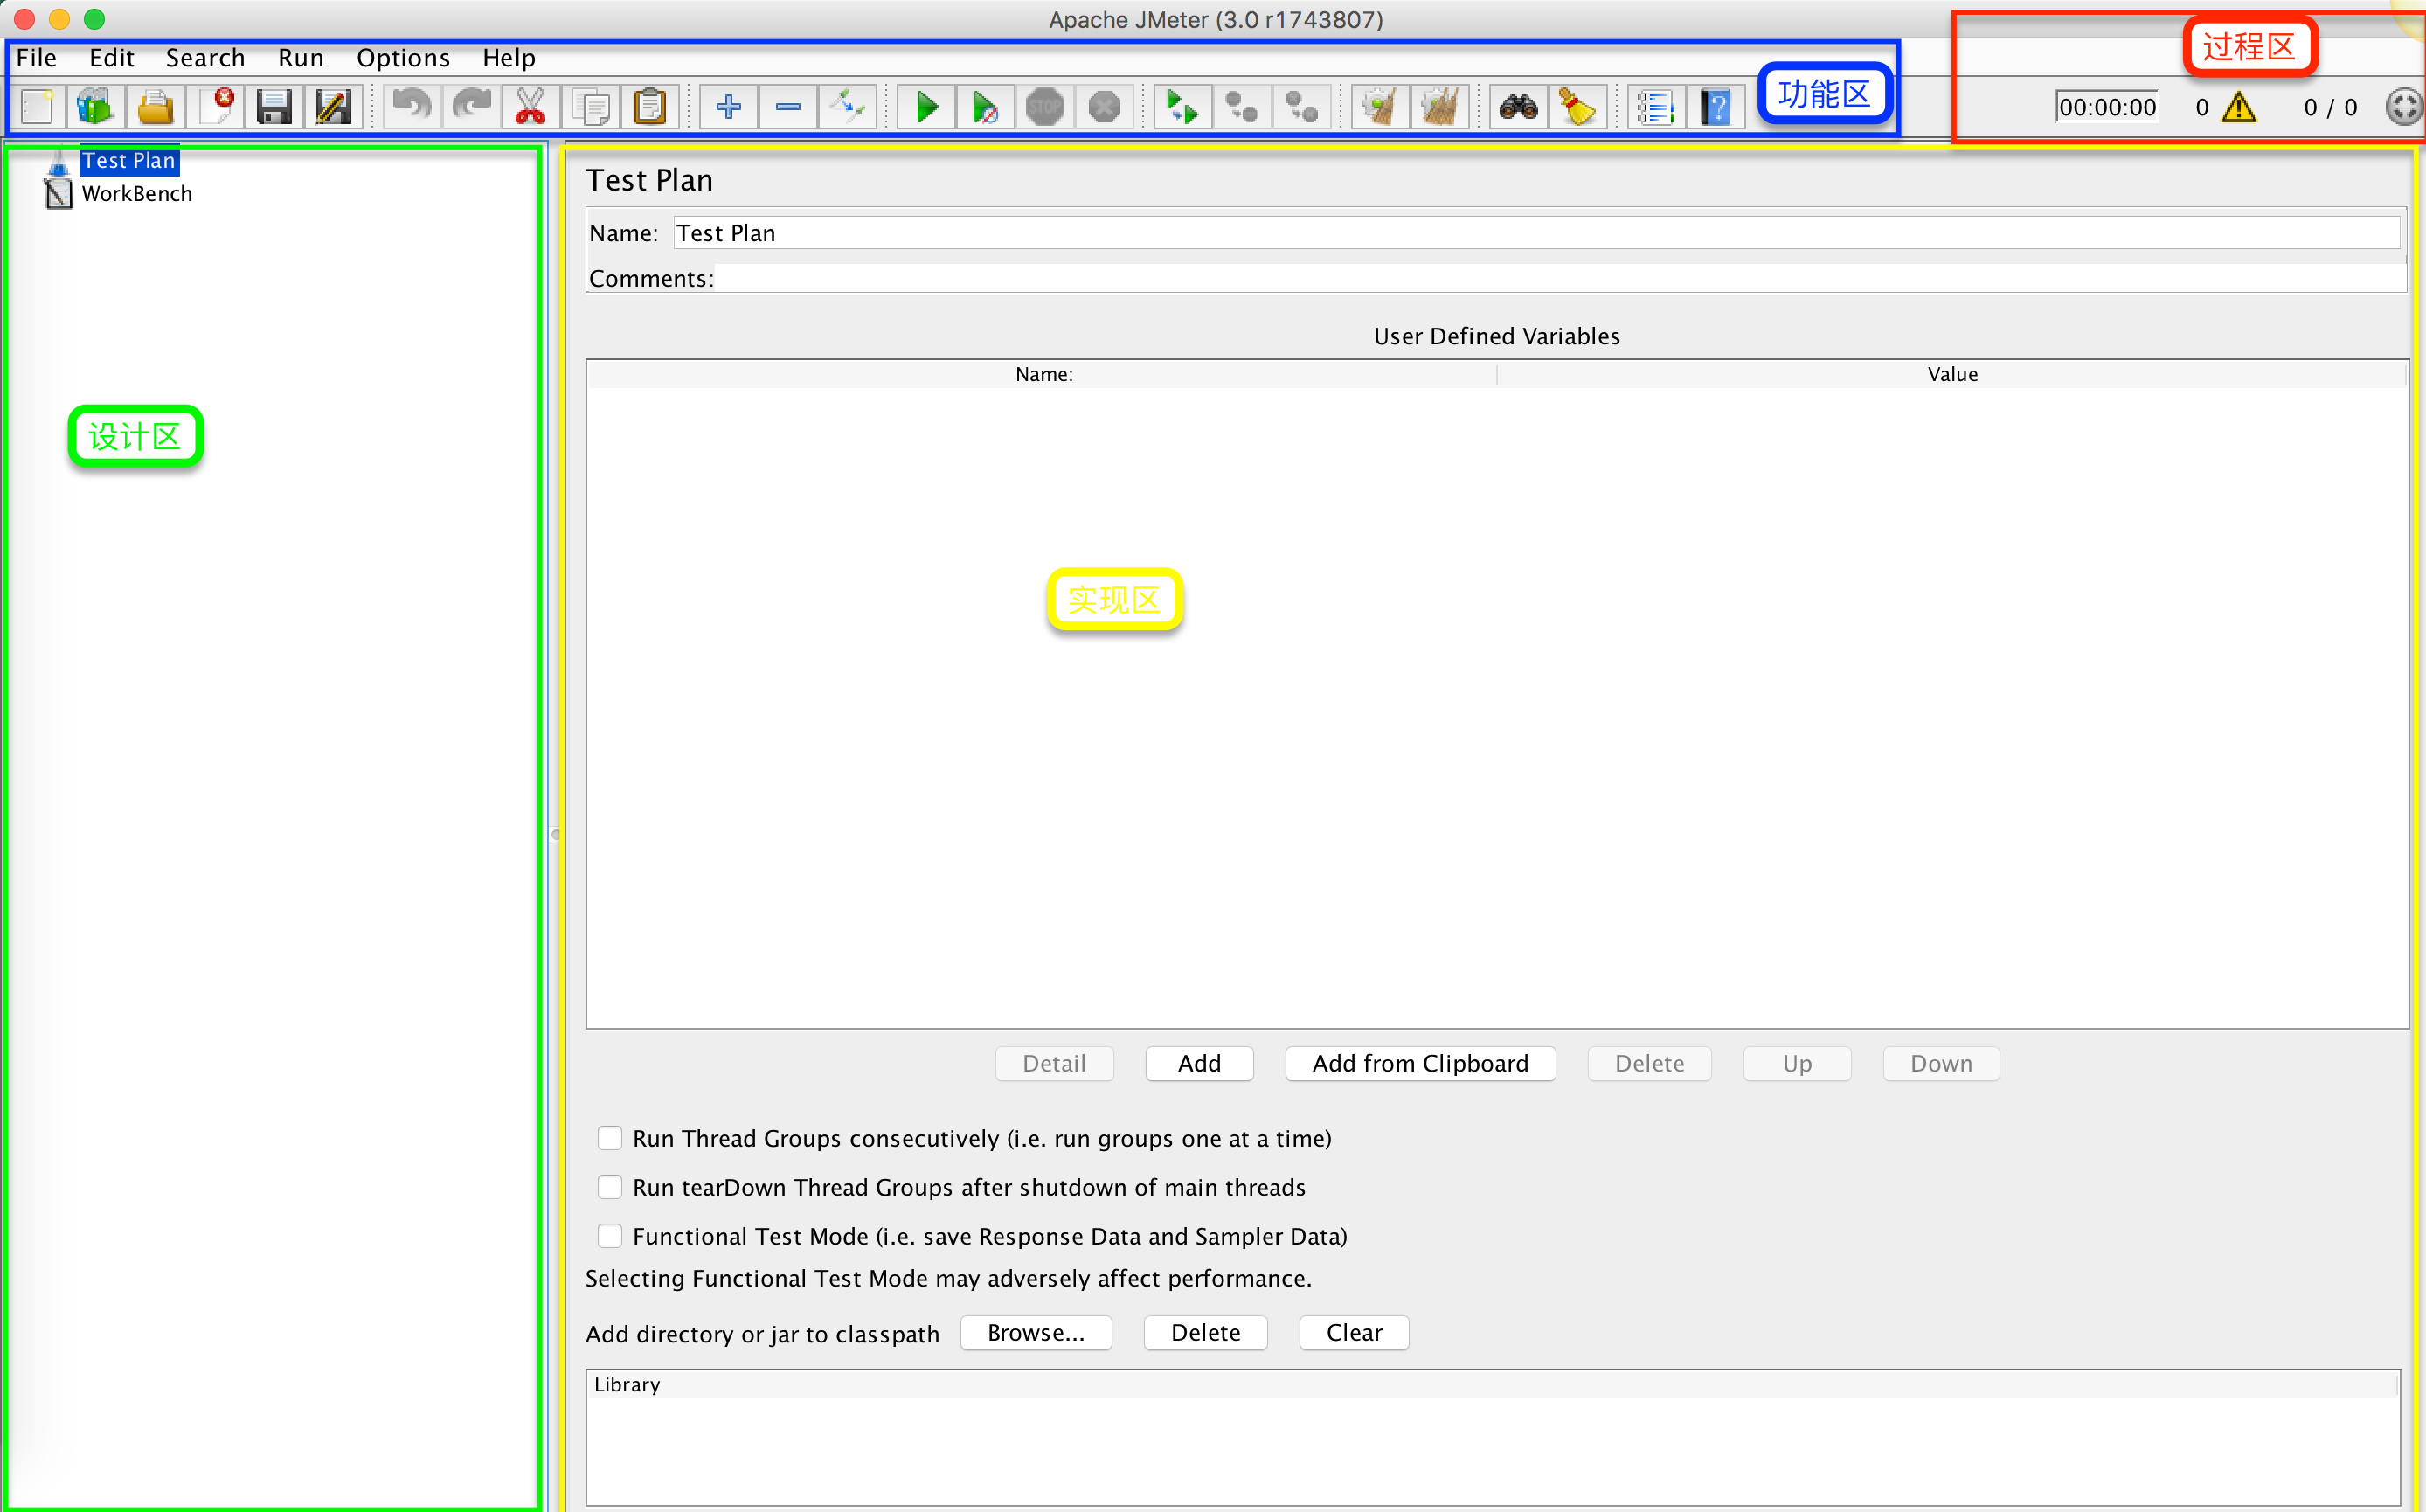 Apache JMeter (3.0 r1743807)
过程区
File Edit Search Run Options Help
功能区
STOP
00:00:00 0 0 / 0
Test Plan
WorkBench
设计区
Test Plan
Name: Test Plan
Comments:
User Defined Variables
Name: Value
实现区
Detail Add Add from Clipboard Delete Up Down
Run Thread Groups consecutively (i.e. run groups one at a time)
Run tearDown Thread Groups after shutdown of main threads
Functional Test Mode (i.e. save Response Data and Sampler Data)
Selecting Functional Test Mode may adversely affect performance.
Add directory or jar to classpath Browse... Delete Clear
Library